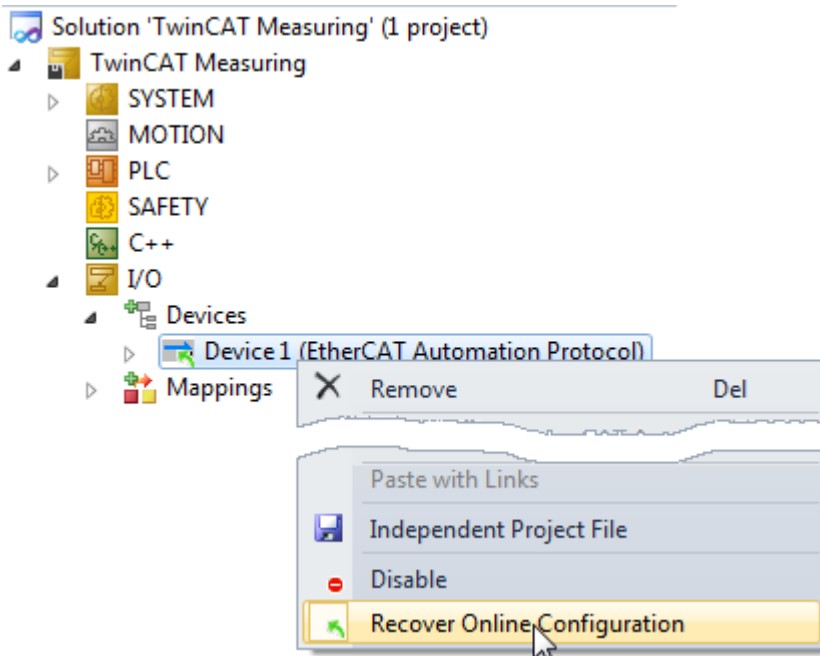 Solution 'TwinCAT Measuring' (1 project)
TwinCAT Measuring
SYSTEM
MOTION
PLC
SAFETY
C++
I/O
Devices
Device 1 (EtherCAT Automation Protocol)
Mappings
Remove Del
Paste with Links
Independent Project File
Disable
Recover Online Configuration